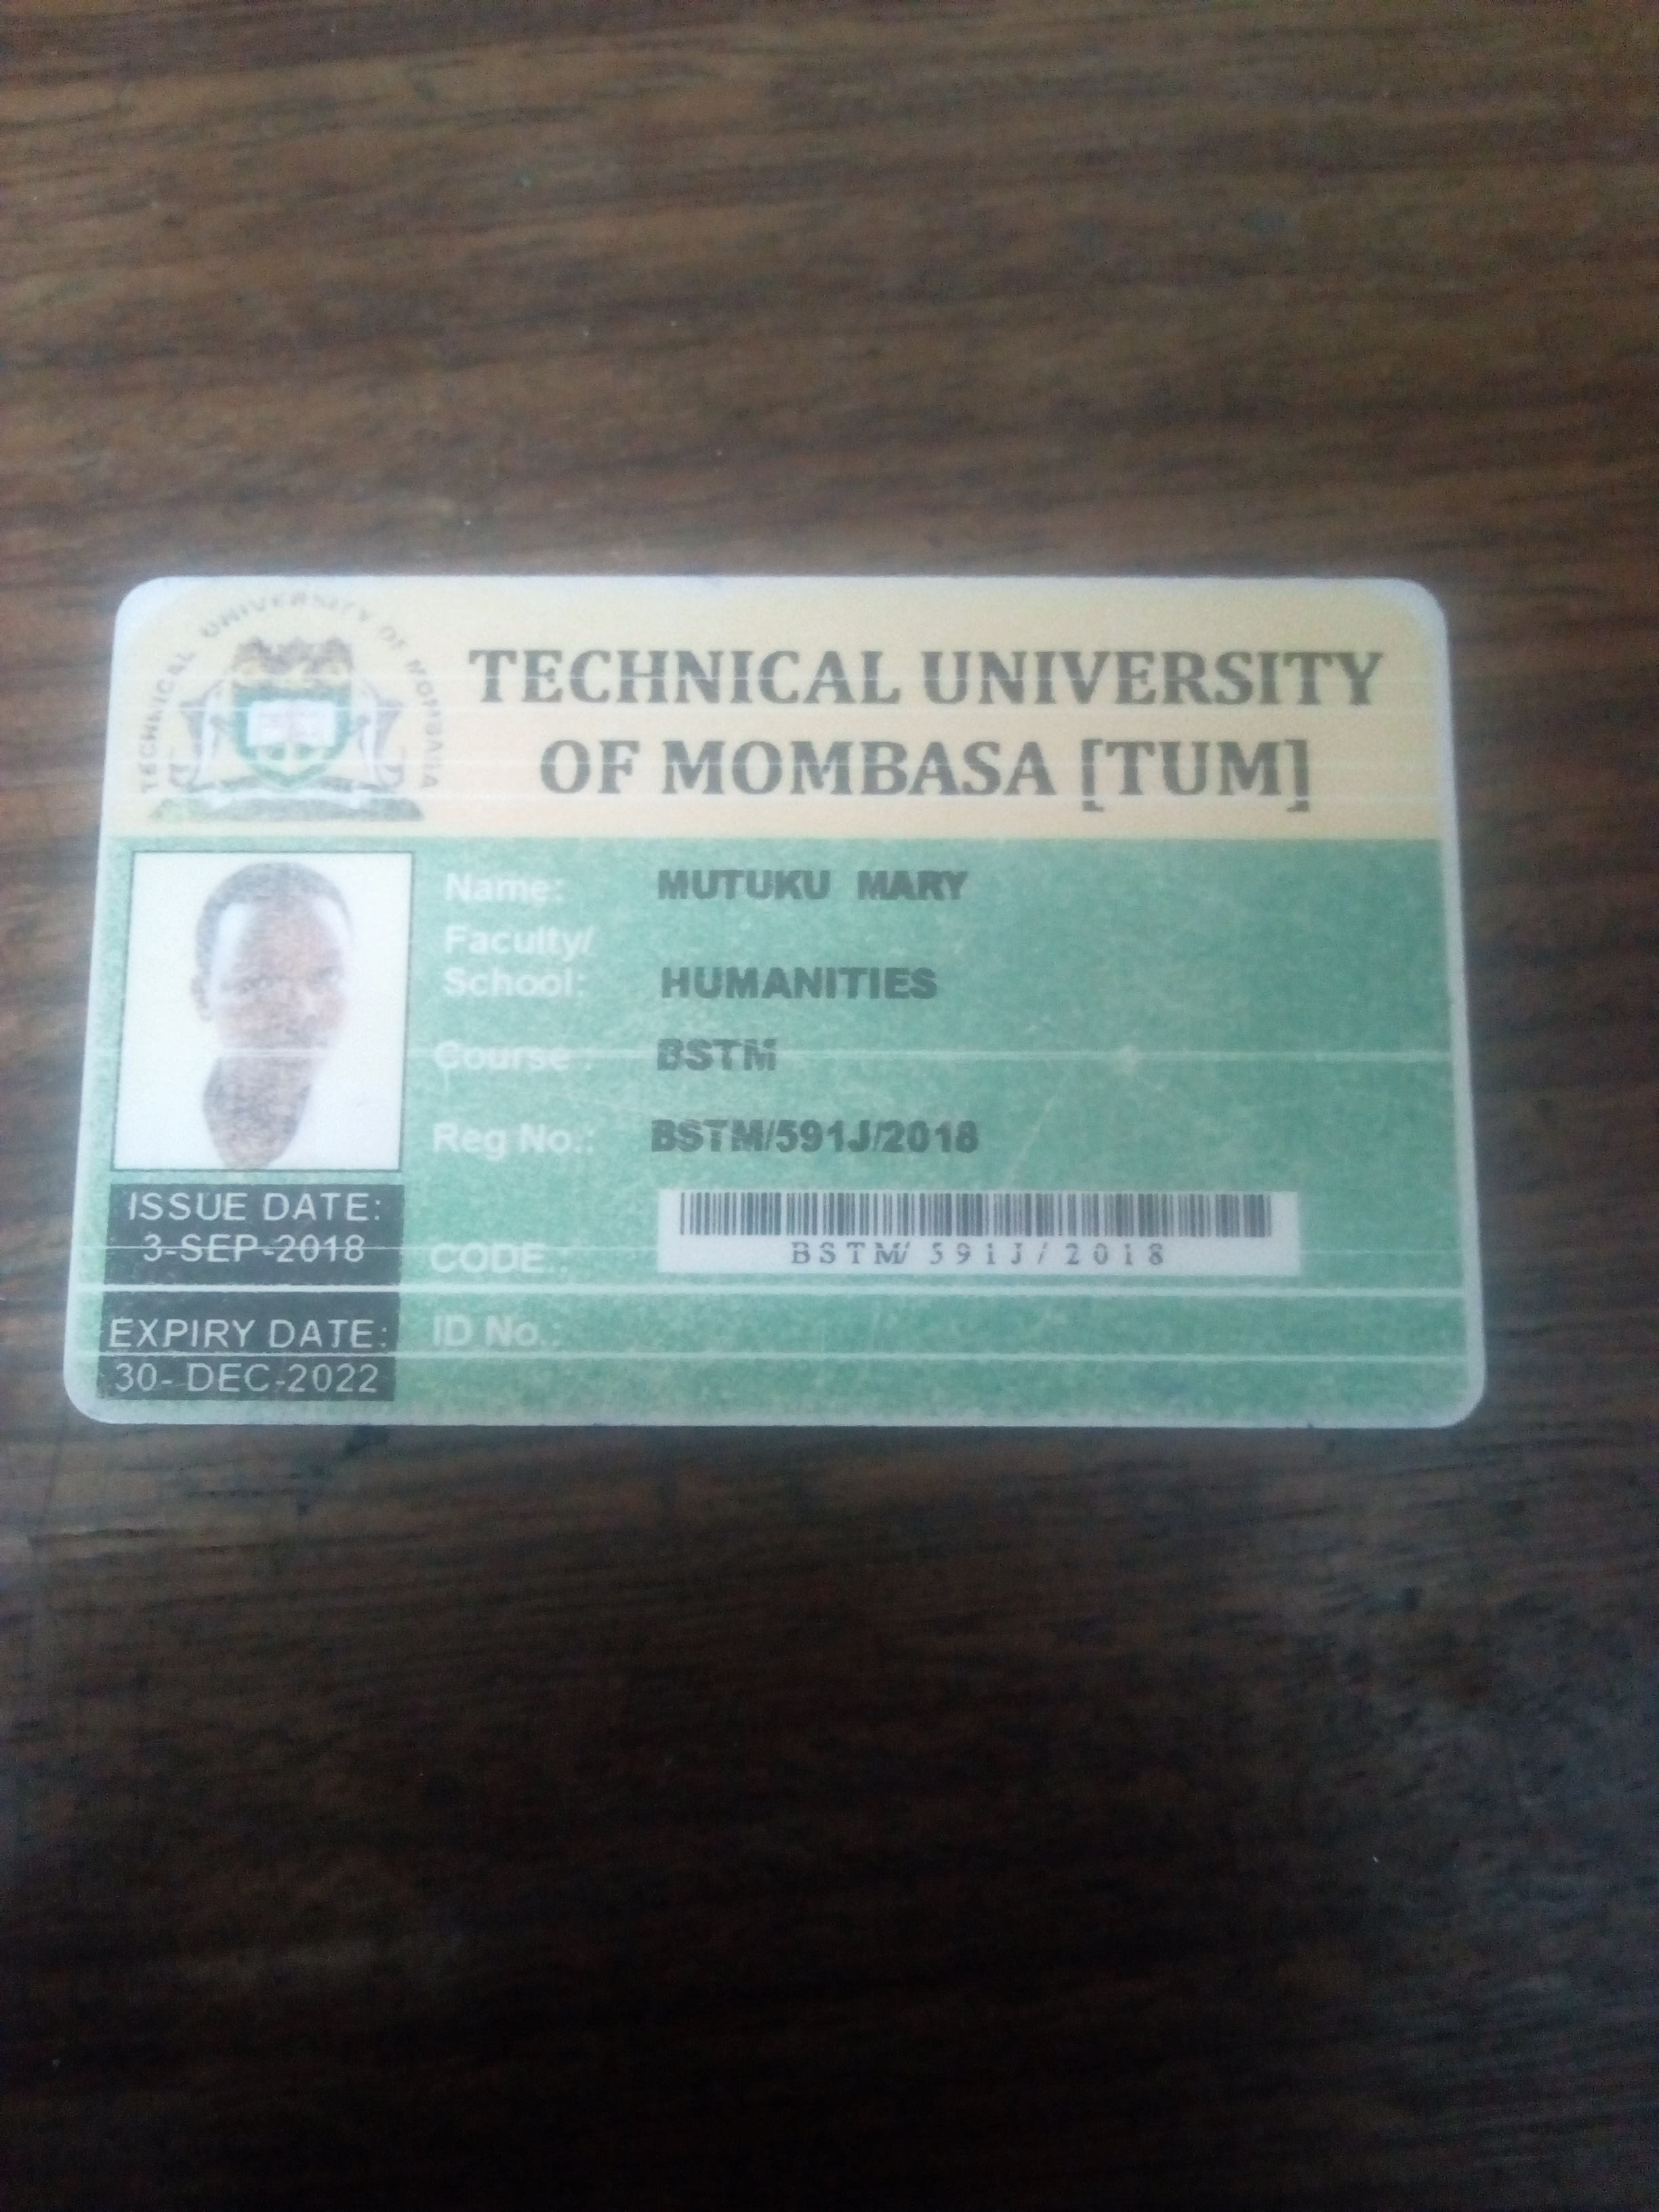 TECHNICAL UNIVERSITY OF MOMBASA
TECHNICAL UNIVERSITY
OF MOMBASA [TUM]
Name: MUTUKU MARY
Faculty/
School: HUMANITIES
Course : BSTM
Reg No.: BSTM/591J/2018
ISSUE DATE:
3-SEP-2018
CODE : BSTM/591J/2018
EXPIRY DATE:
30- DEC-2022
ID No.: